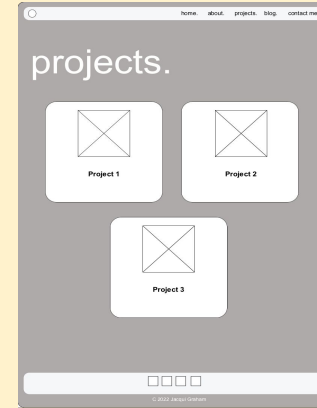 home. about. projects. blog. contact me
projects.
Project 1 Project 2
Project 3
C 2022 Jacqui Graham